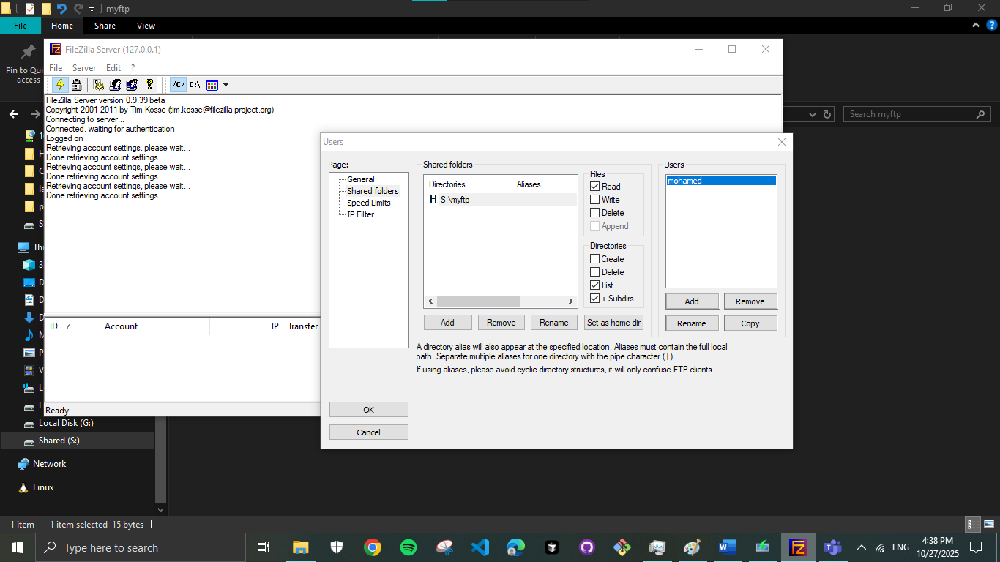 myftp
File
Home
Share
View
Pin to Qui
access
Search myftp
FileZilla Server (127.0.0.1)
File
Server
Edit
?
/C/
C:\
FileZilla Server version 0.9.39 beta
Copyright 2001-2011 by Tim Kosse (tim.kosse@filezilla-project.org)
Connecting to server...
Connected, waiting for authentication
Logged on
Retrieving account settings, please wait...
Done retrieving account settings
Retrieving account settings, please wait...
Done retrieving account settings
Retrieving account settings, please wait...
Done retrieving account settings
ID /
Account
IP
Transfer
Ready
Users
Page:
General
Shared folders
Speed Limits
IP Filter
Shared folders
Directories
Aliases
H S:\myftp
Files
Read
Write
Delete
Append
Directories
Create
Delete
List
+ Subdirs
Add
Remove
Rename
Set as home dir
Users
mohamed
Add
Remove
Rename
Copy
A directory alias will also appear at the specified location. Aliases must contain the full local
path. Separate multiple aliases for one directory with the pipe character (|)
If using aliases, please avoid cyclic directory structures, it will only confuse FTP clients.
OK
Cancel
Thi
Local Disk (G:)
Shared (S:)
Network
Linux
1 item
1 item selected
15 bytes
Type here to search
ENG
4:38 PM
10/27/2025